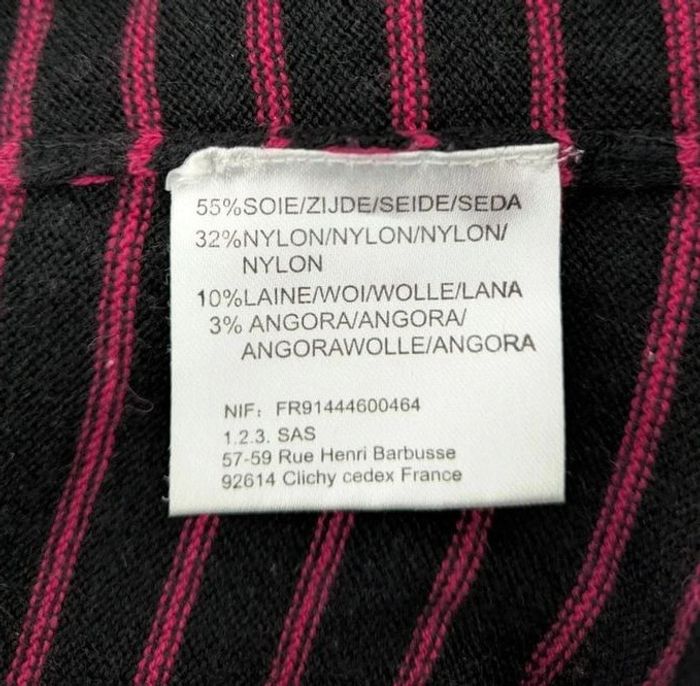 55%SOIE/ZIJDE/SEIDE/SEDA
32%NYLON/NYLON/NYLON/
NYLON
10%LAINE/WOI/WOLLE/LANA
3% ANGORA/ANGORA/
ANGORAWOLLE/ANGORA
NIF: FR91444600464
1.2.3. SAS
57-59 Rue Henri Barbusse
92614 Clichy cedex France